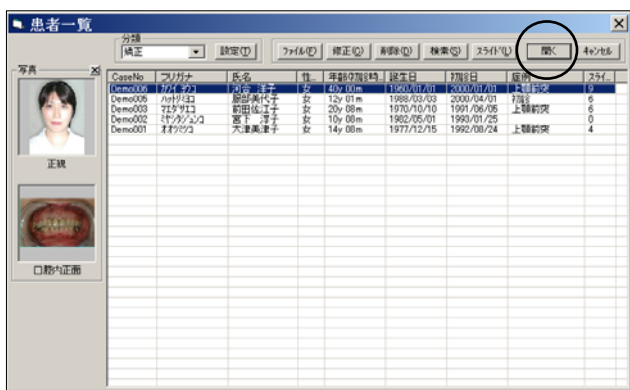 患者一覧
分類
矯正 設定(T) ファイル(F) 修正(Q) 削除(D) 検索(S) スライド(L) 開く キャンセル
写真
CaseNo フリガナ 氏名 性_ 年齢(初診時_ 誕生日 初診日 症例 スライ_
Demo006 カワイ ヨウコ 河合 洋子 女 40y 00m 1960/01/01 2000/01/01 上顎前突 9
Demo005 ハットリミヨコ 服部美代子 女 12y 01m 1988/03/03 2000/04/01 初診 6
Demo003 マエダサエコ 前田佐江子 女 20y 08m 1970/10/10 1991/06/05 上顎前突 6
Demo002 ミヤシタジュンコ 宮下 淳子 女 10y 08m 1982/05/01 1993/01/25 0
Demo001 オオツミツコ 大津美津子 女 14y 08m 1977/12/15 1992/08/24 上顎前突 4
正貌
口腔内正面